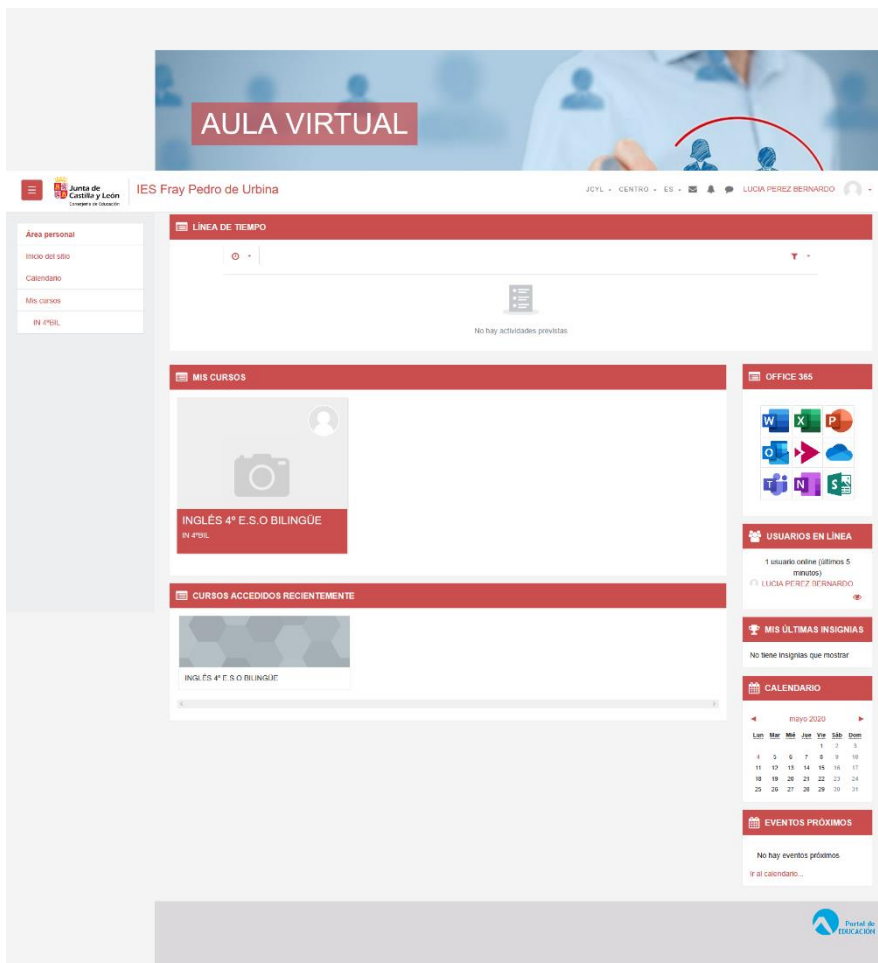 AULA VIRTUAL
Junta de
Castilla y León
Consejería de Educación
IES Fray Pedro de Urbina
JCYL CENTRO ES LUCIA PEREZ BERNARDO
Área personal
Inicio del sitio
Calendario
Mis cursos
IN 4ºBIL
LÍNEA DE TIEMPO
No hay actividades previstas
MIS CURSOS
INGLÉS 4º E.S.O BILINGÜE
IN 4ºBIL
CURSOS ACCEDIDOS RECIENTEMENTE
INGLÉS 4º E.S.O BILINGÜE
OFFICE 365
W X P
O
T N S
USUARIOS EN LÍNEA
1 usuario online (últimos 5
minutos)
LUCIA PEREZ BERNARDO
MIS ÚLTIMAS INSIGNIAS
No tiene insignias que mostrar
CALENDARIO
◄ mayo 2020 ►
Lun Mar Mié Jue Vie Sáb Dom
1 2 3
4 5 6 7 8 9 10
11 12 13 14 15 16 17
18 19 20 21 22 23 24
25 26 27 28 29 30 31
EVENTOS PRÓXIMOS
No hay eventos próximos
Ir al calendario...
Portal de
EDUCACIÓN